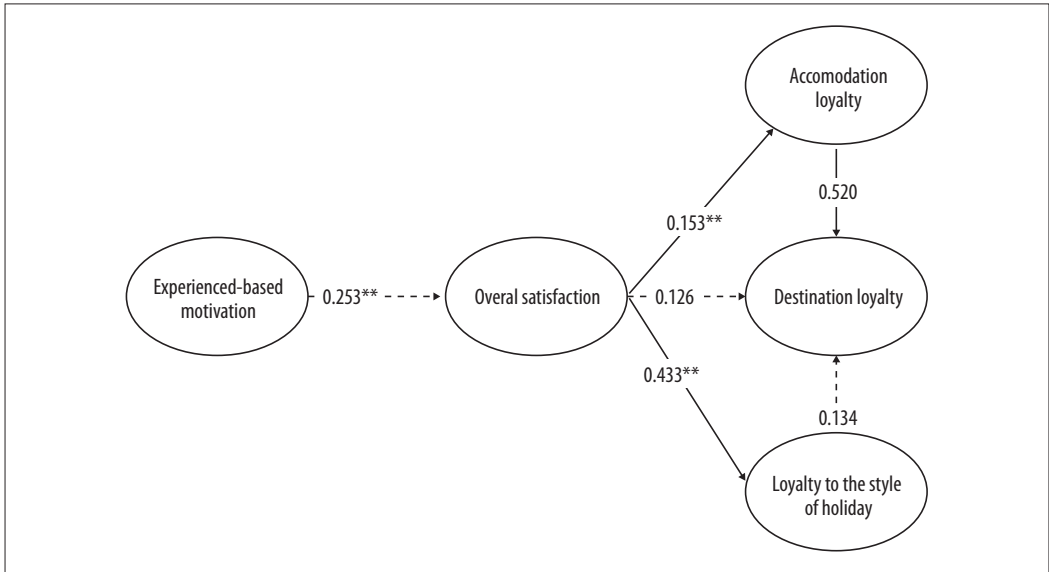 Accomodation
loyalty
0.520
0.153**
Experienced-based
motivation
0.253**
Overal satisfaction
0.126
Destination loyalty
0.433**
0.134
Loyalty to the style
of holiday